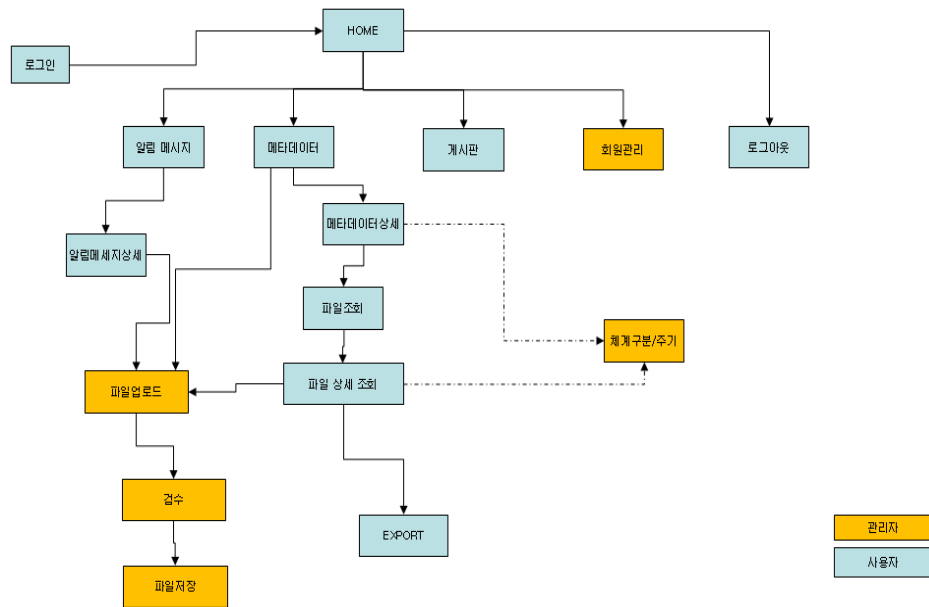 HOME
로그인
알림 메시지
메타데이터
게시판
회원관리
로그아웃
메타데이터상세
알림메세지상세
파일조회
체계구분/주기
파일업로드
파일 상세 조회
검수
EXPORT
관리자
사용자
파일저장